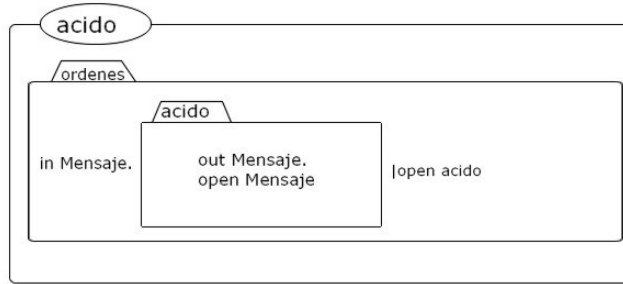 acido
ordenes
acido
in Mensaje.
out Mensaje.
open Mensaje
|open acido